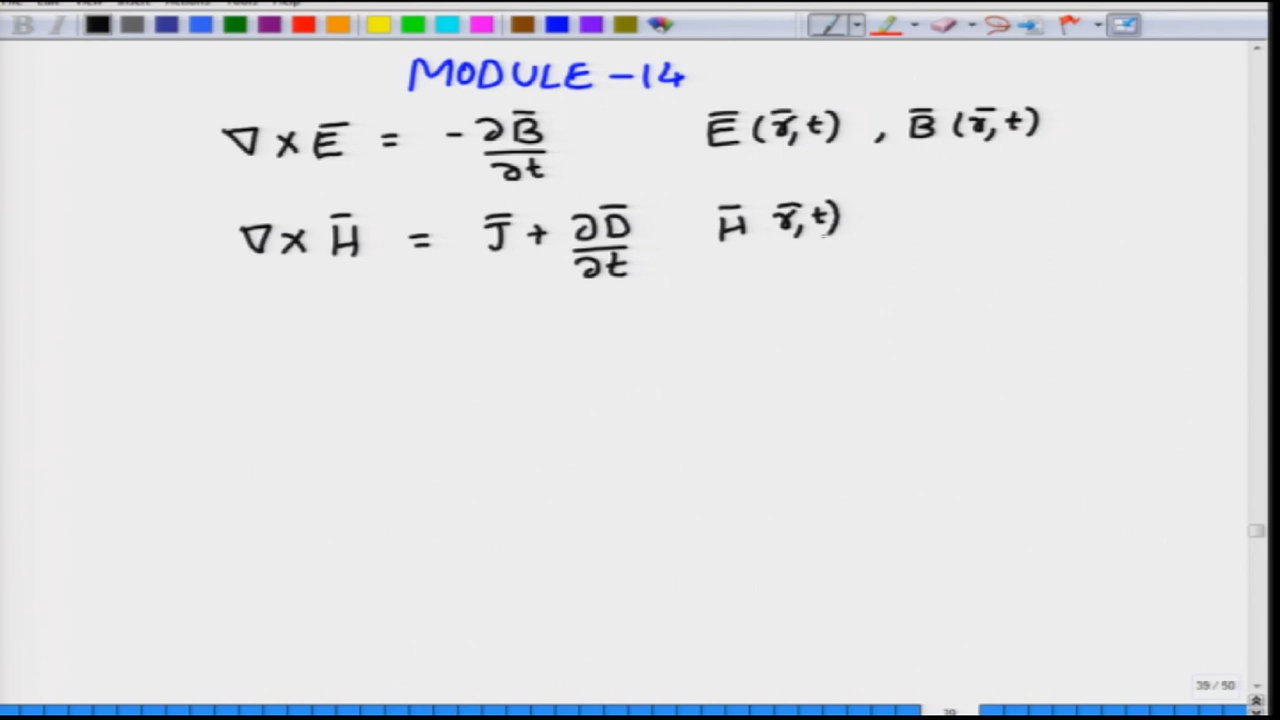 MODULE - 14
∇ × E̅ = - ∂B̅/∂t E̅ (r̅, t) , B̅ (r̅, t)
∇ × H̅ = J̅ + ∂D̅/∂t H̅ r̅, t)
39 / 50